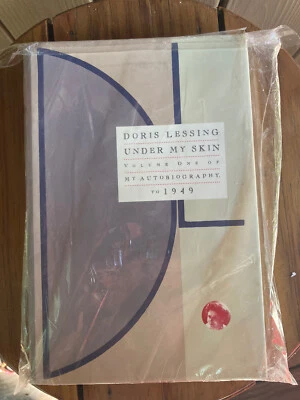 DORIS LESSING
UNDER MY SKIN
VOLUME ONE OF
MY AUTOBIOGRAPHY,
TO 1949